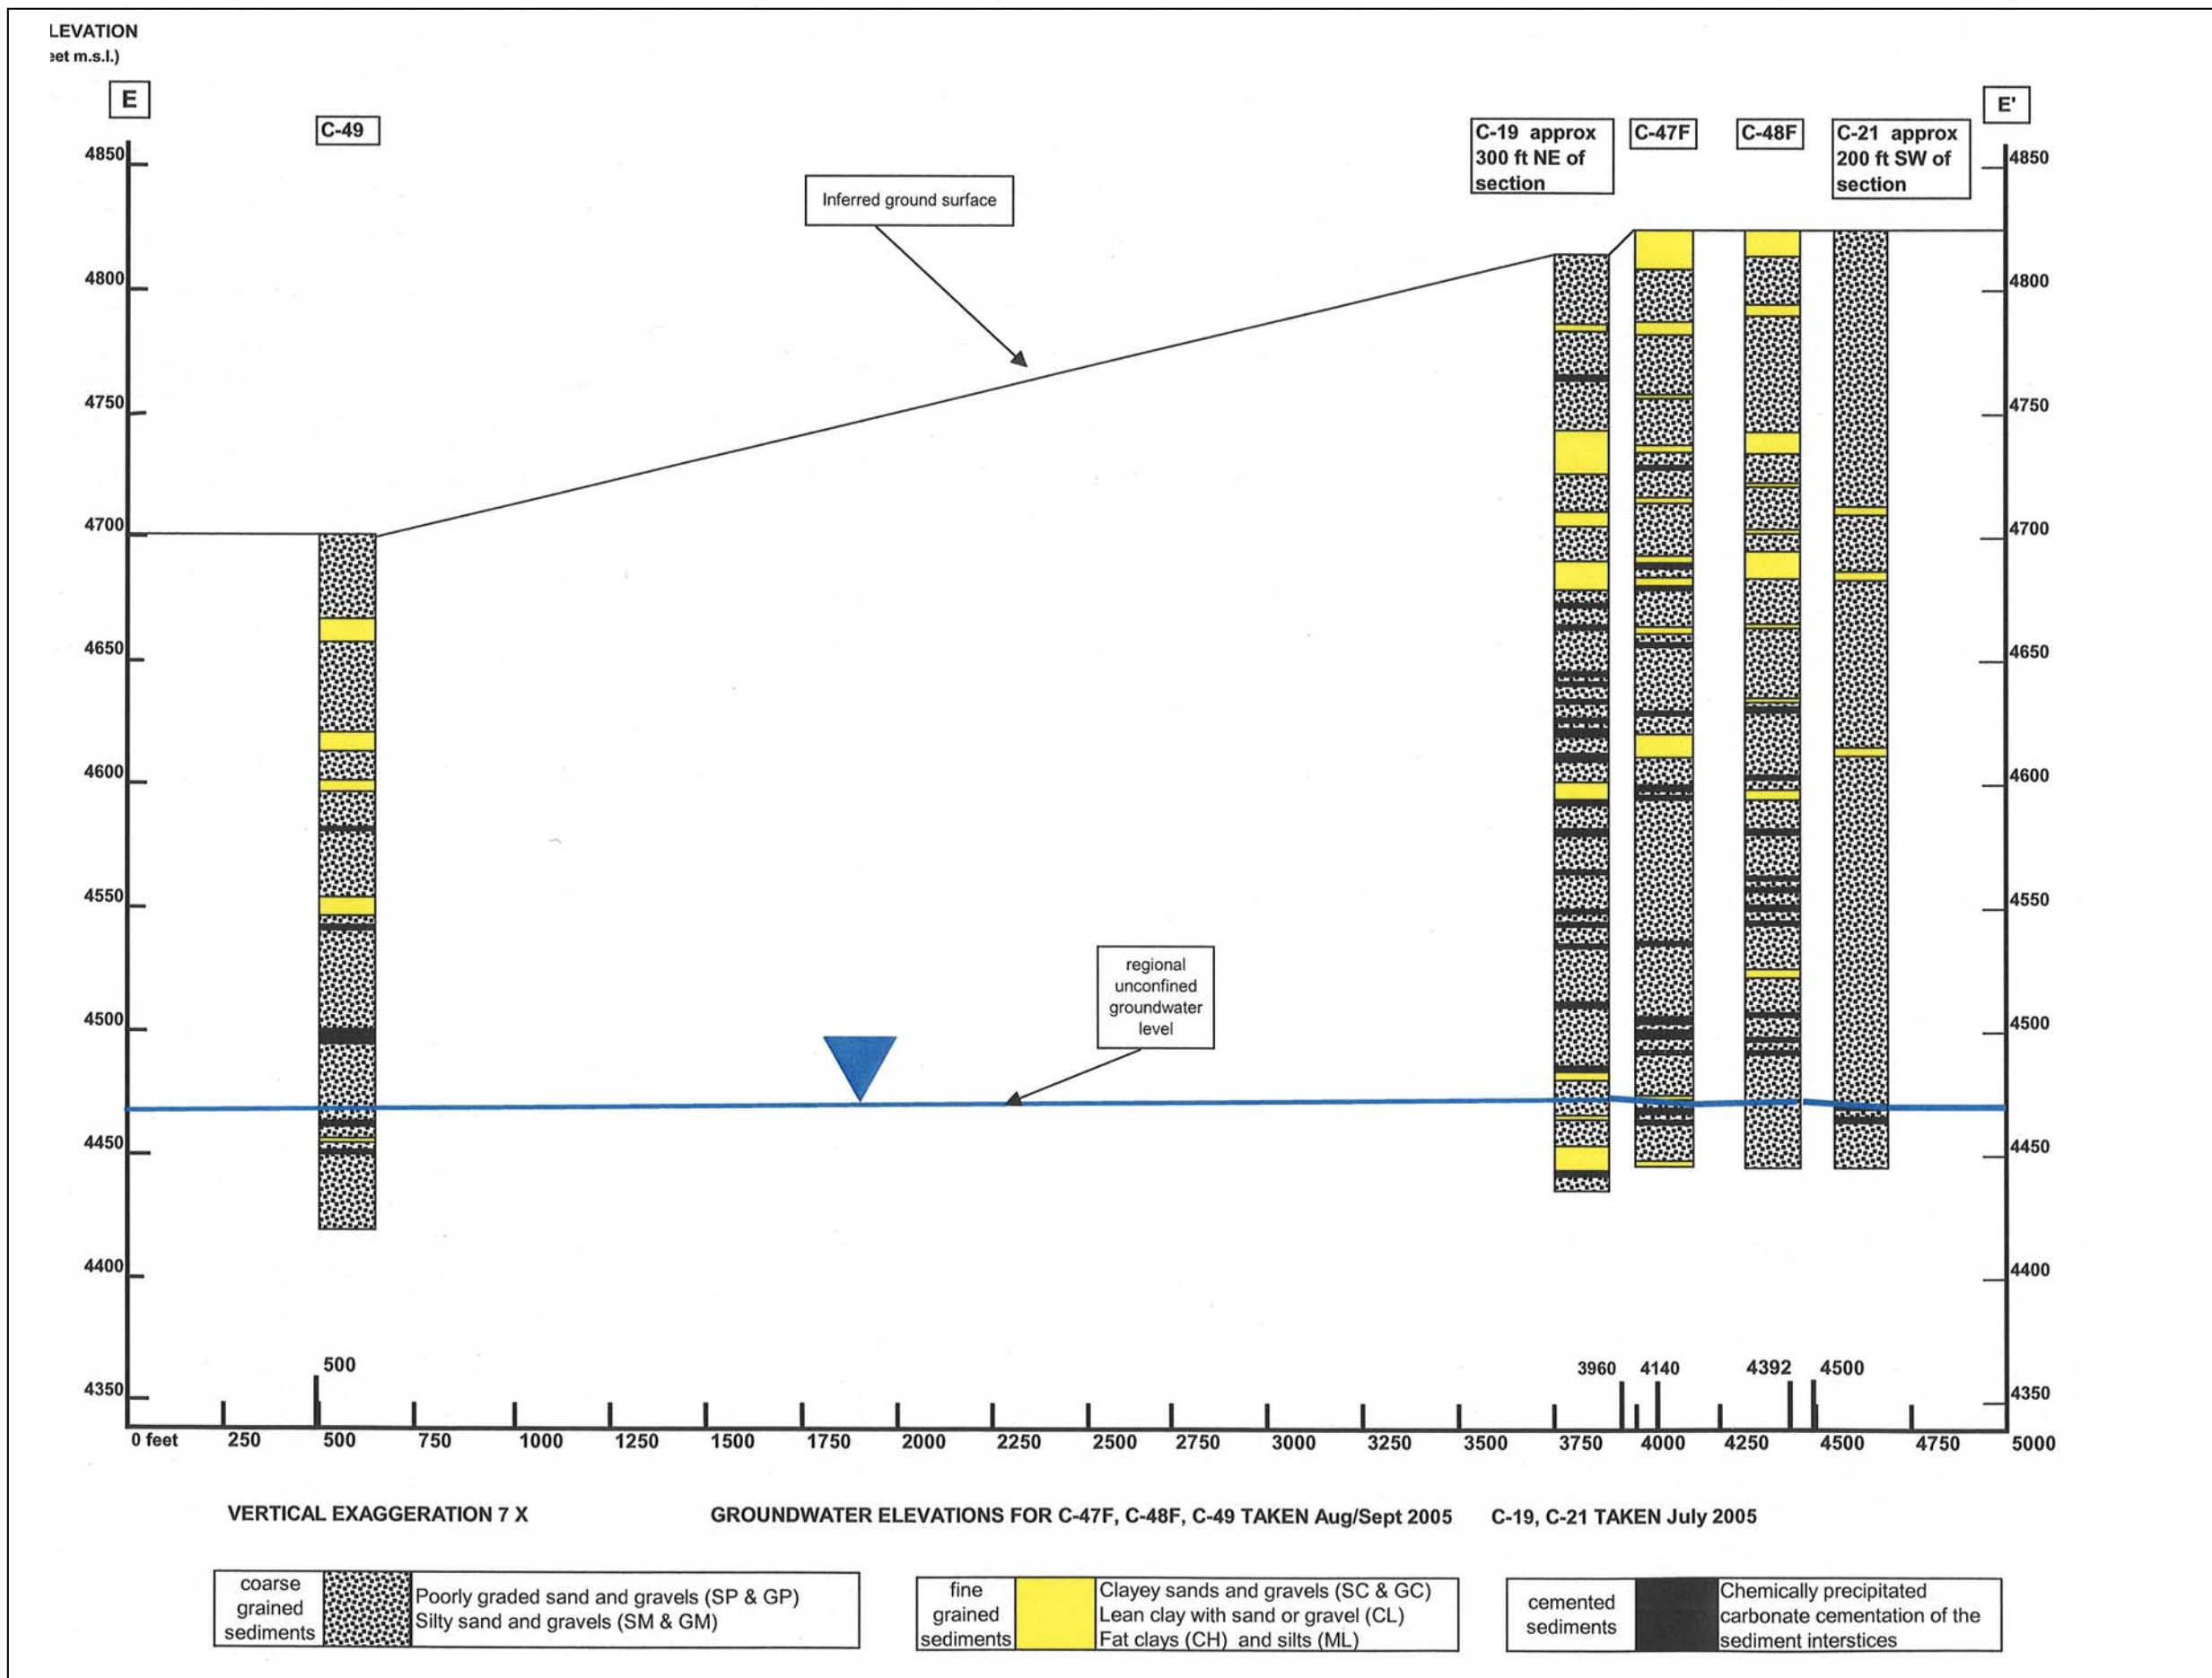 LEVATION
eet m.s.l.)
E
E'
C-49
C-19 approx
300 ft NE of
section
C-47F
C-48F
C-21 approx
200 ft SW of
section
Inferred ground surface
4850
4800
4750
4700
4650
4600
4550
4500
4450
4400
4350
4850
4800
4750
4700
4650
4600
4550
4500
4450
4400
4350
regional
unconfined
groundwater
level
500
3960 4140 4392 4500
0 feet 250 500 750 1000 1250 1500 1750 2000 2250 2500 2750 3000 3250 3500 3750 4000 4250 4500 4750 5000
VERTICAL EXAGGERATION 7 X
GROUNDWATER ELEVATIONS FOR C-47F, C-48F, C-49 TAKEN Aug/Sept 2005 C-19, C-21 TAKEN July 2005
coarse
grained
sediments
Poorly graded sand and gravels (SP & GP)
Silty sand and gravels (SM & GM)
fine
grained
sediments
Clayey sands and gravels (SC & GC)
Lean clay with sand or gravel (CL)
Fat clays (CH) and silts (ML)
cemented
sediments
Chemically precipitated
carbonate cementation of the
sediment interstices